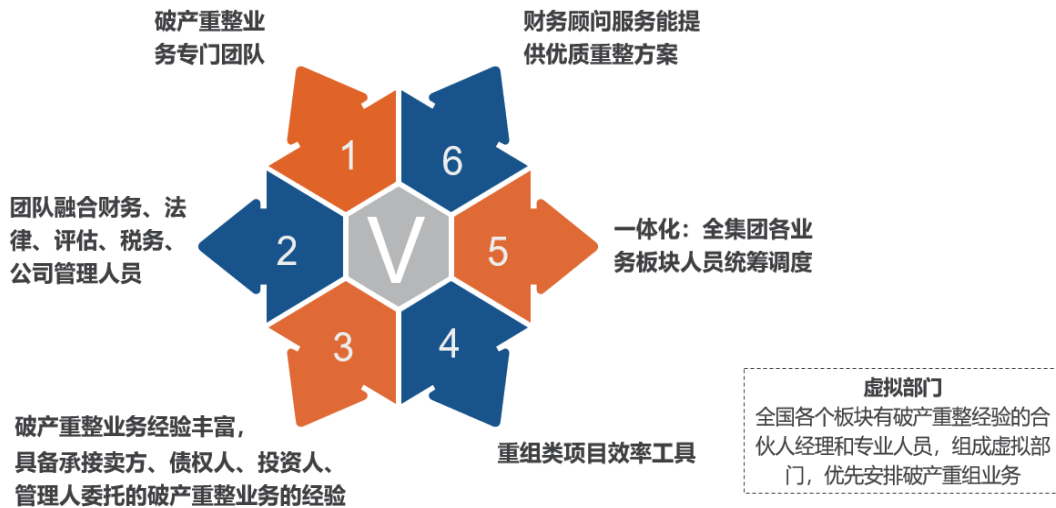 破产重整业
务专门团队
财务顾问服务能提
供优质重整方案
1
6
团队融合财务、法
律、评估、税务、
公司管理人员
2
V
5
一体化：全集团各业
务板块人员统筹调度
3
4
破产重整业务经验丰富，
具备承接卖方、债权人、投资人、
管理人委托的破产重整业务的经验
重组类项目效率工具
虚拟部门
全国各个板块有破产重整经验的合
伙人经理和专业人员，组成虚拟部
门，优先安排破产重组业务